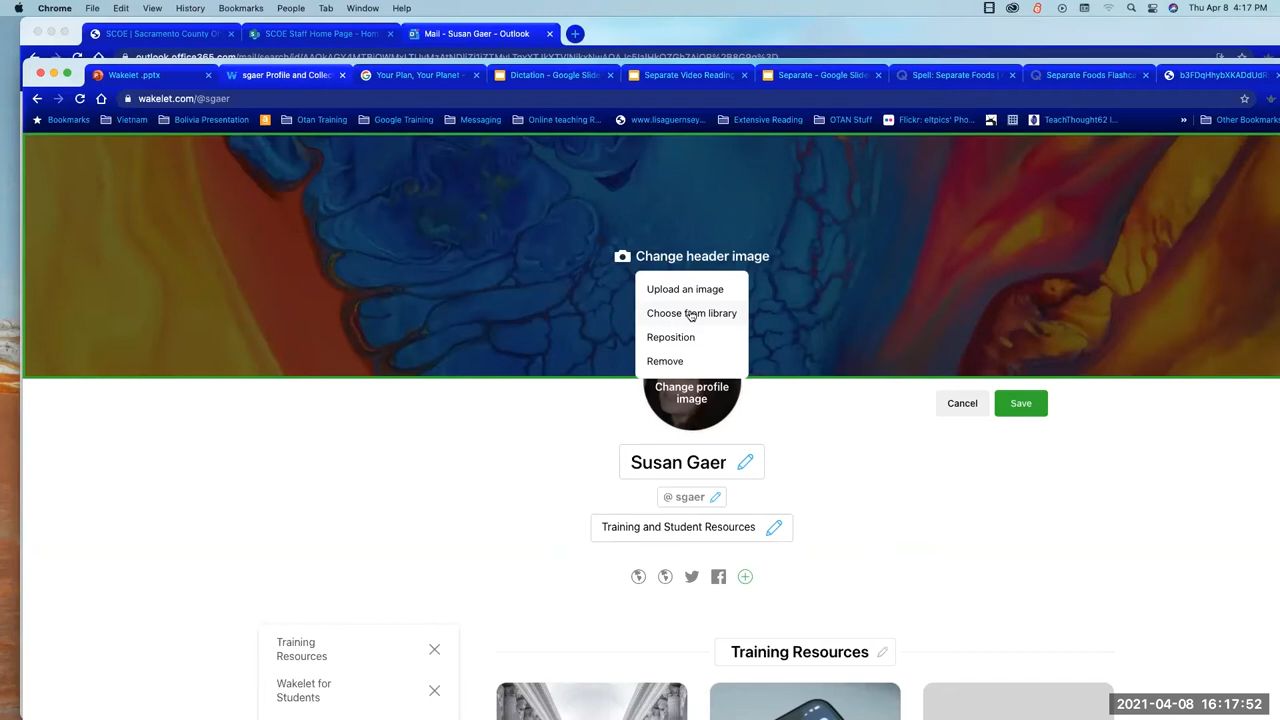 Chrome File Edit View History Bookmarks People Tab Window Help Thu Apr 8 4:17 PM
SCOE | Sacramento County O SCOE Staff Home Page - Hom Mail - Susan Gaer - Outlook
Wakelet .pptx sgaer Profile and Collec Your Plan, Your Planet - Dictation - Google Slide Separate Video Reading Separate - Google Slide Spell: Separate Foods | Separate Foods Flashca b3FDqHhybXKADdUdR
wakelet.com/@sgaer
Bookmarks Vietnam Bolivia Presentation Otan Training Google Training Messaging Online teaching R... www.lisaguernsey... Extensive Reading OTAN Stuff Flickr: eltpics' Pho... TeachThought62 I... » Other Bookmarks
Change header image
Upload an image
Choose from library
Reposition
Remove
Change profile
image
Cancel Save
Susan Gaer
@ sgaer
Training and Student Resources
Training
Resources
Training Resources
Wakelet for
Students
2021-04-08 16:17:52